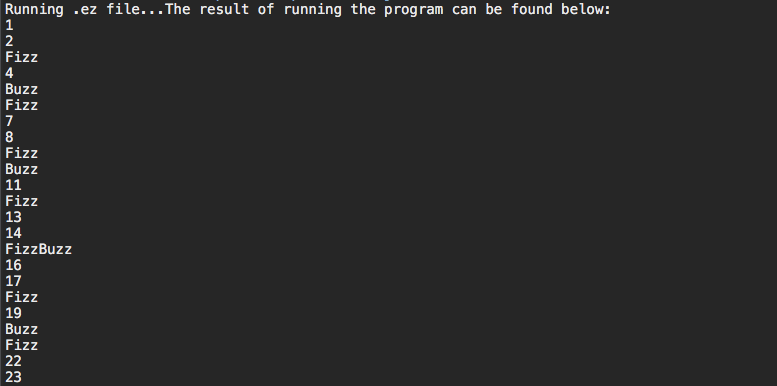 Running .ez file...The result of running the program can be found below:
1
2
Fizz
4
Buzz
Fizz
7
8
Fizz
Buzz
11
Fizz
13
14
FizzBuzz
16
17
Fizz
19
Buzz
Fizz
22
23